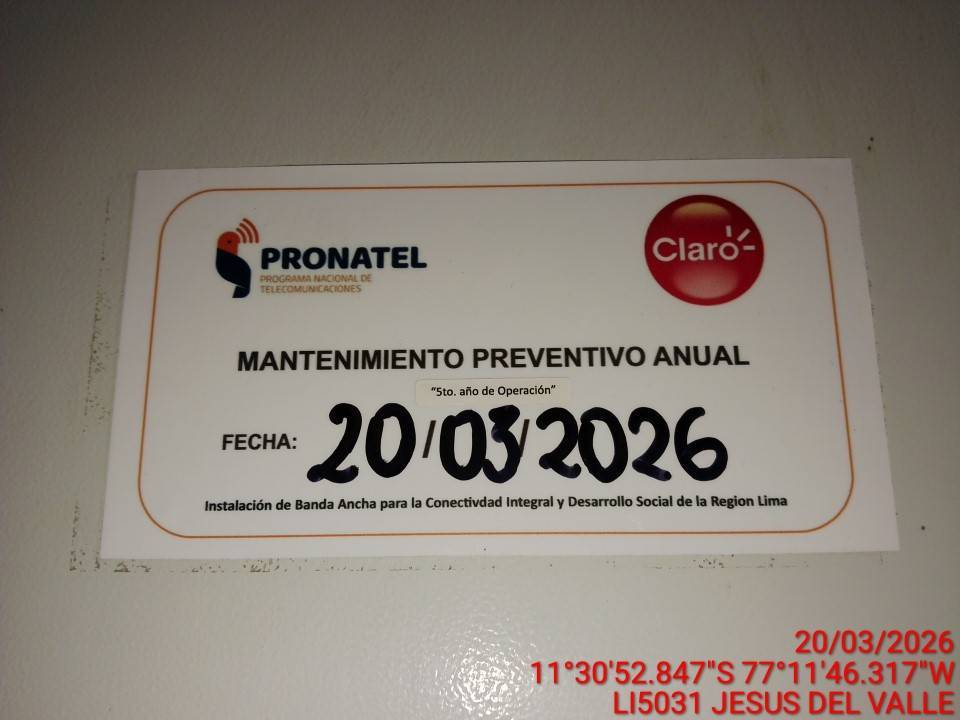 PRONATEL
PROGRAMA NACIONAL DE
TELECOMUNICACIONES
Claro
MANTENIMIENTO PREVENTIVO ANUAL
"5to. año de Operación"
FECHA: 20/03/2026
Instalación de Banda Ancha para la Conectivdad Integral y Desarrollo Social de la Region Lima
20/03/2026
11°30'52.847"S 77°11'46.317"W
LI5031 JESUS DEL VALLE